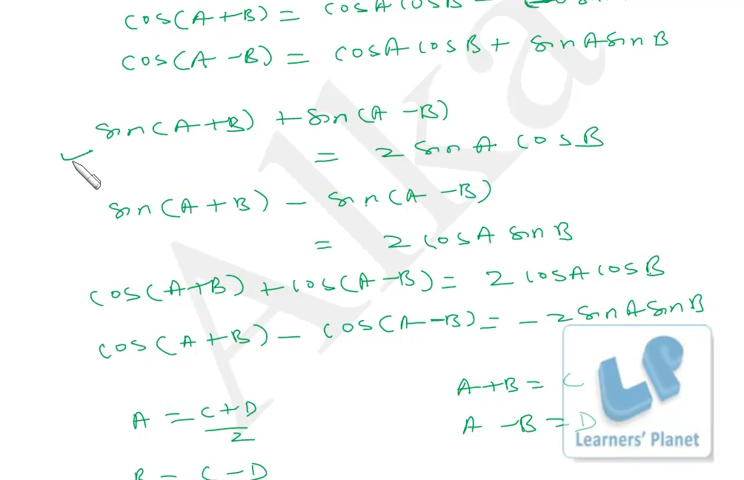 cos(A+B) = cosA cosB -
cos(A-B) = cosA cosB + sinA sinB
sin(A+B) + sin(A-B)
= 2 sinA cosB
sin(A+B) - sin(A-B)
= 2 cosA sinB
cos(A+B) + cos(A-B) = 2 cosA cosB
cos(A+B) - cos(A-B) = -2 sinA sinB
A+B = C
A = C+D/2
A-B = D
B = C-D
Alka
LP
Learners' Planet